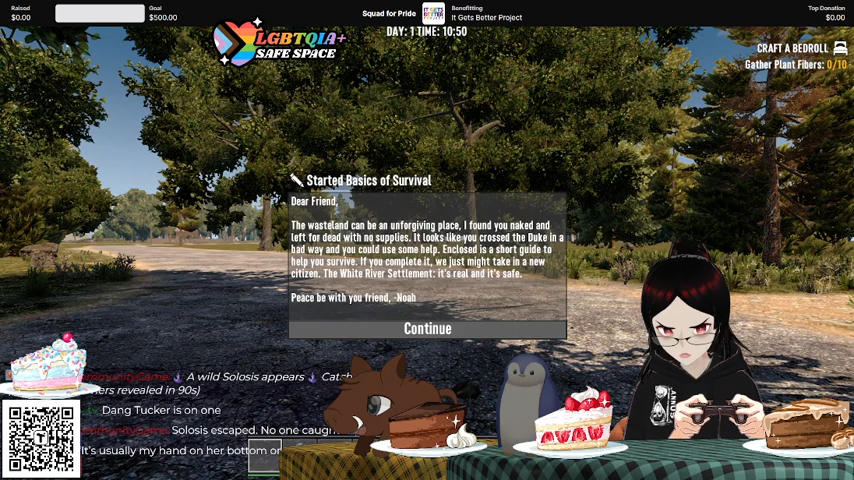 Raised
$0.00
Goal
$500.00
Squad for Pride
IT GETS BETTER
Benefitting
It Gets Better Project
Top Donation
$0.00
LGBTQIA+
SAFE SPACE
DAY: 1 TIME: 10:50
CRAFT A BEDROLL
Gather Plant Fibers: 0/10
Started Basics of Survival
Dear Friend,
The wasteland can be an unforgiving place, I found you naked and
left for dead with no supplies. It looks like you crossed the Duke in a
bad way and you could use some help. Enclosed is a short guide to
help you survive. If you complete it, we just might take in a new
citizen. The White River Settlement: it's real and it's safe.
Peace be with you friend, -Noah
Continue
A wild Solosis appears Catch
revealed in 90s)
Dang Tucker is on one
Solosis escaped. No one
It's usually my hand on her bottom